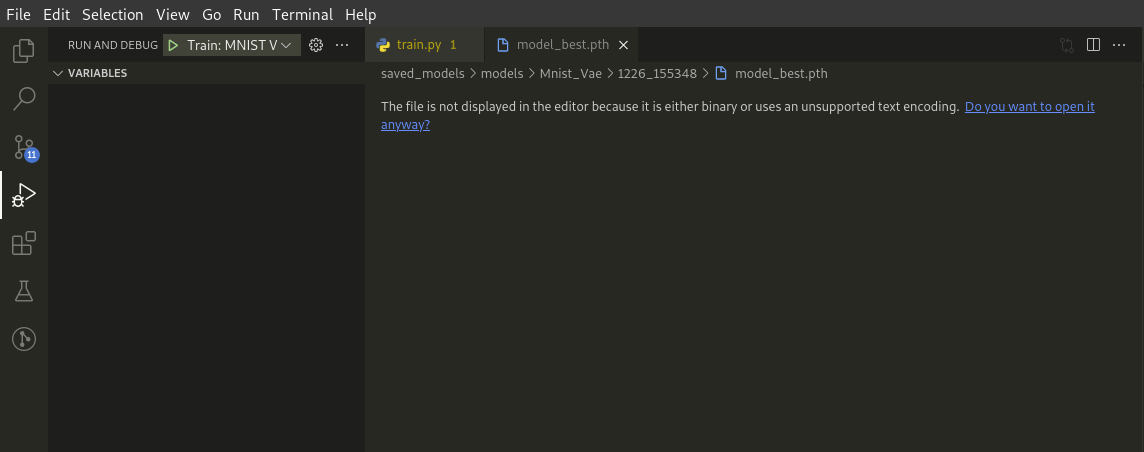 File Edit Selection View Go Run Terminal Help
RUN AND DEBUG Train: MNIST V
train.py 1 model_best.pth
VARIABLES
saved_models models Mnist_Vae 1226_155348 model_best.pth
The file is not displayed in the editor because it is either binary or uses an unsupported text encoding. Do you want to open it
anyway?
11